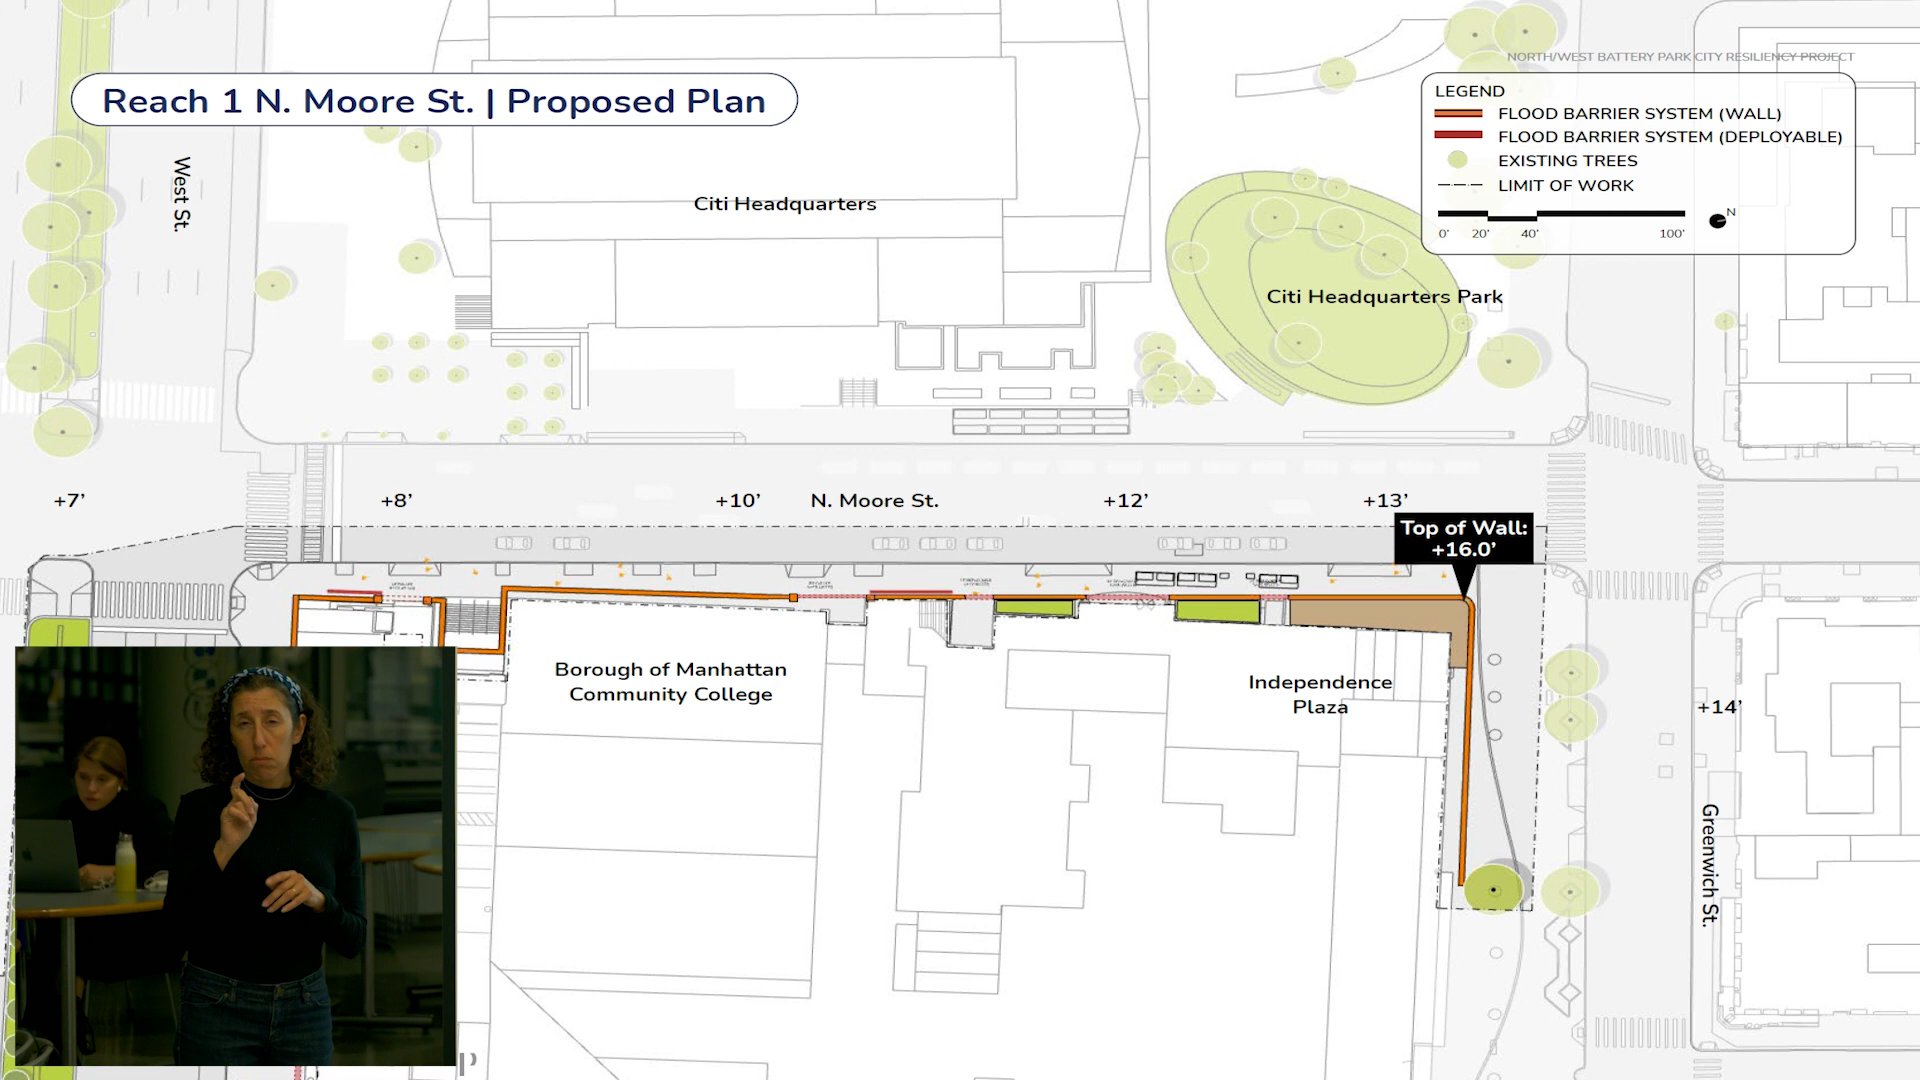 NORTH/WEST BATTERY PARK CITY RESILIENCY PROJECT
Reach 1 N. Moore St. | Proposed Plan
LEGEND
FLOOD BARRIER SYSTEM (WALL)
FLOOD BARRIER SYSTEM (DEPLOYABLE)
EXISTING TREES
LIMIT OF WORK
N
0' 20' 40' 100'
West St.
Citi Headquarters
Citi Headquarters Park
+7’
+8’
+10’
N. Moore St.
+12’
+13’
Top of Wall:
+16.0’
Borough of Manhattan
Community College
Independence
Plaza
+14’
Greenwich St.
P